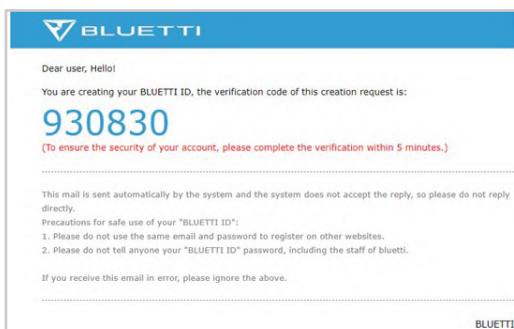 BLUETTI
Dear user, Hello!
You are creating your BLUETTI ID, the verification code of this creation request is:
930830
(To ensure the security of your account, please complete the verification within 5 minutes.)
This mail is sent automatically by the system and the system does not accept the reply, so please do not reply
directly.
Precautions for safe use of your "BLUETTI ID":
1. Please do not use the same email and password to register on other websites.
2. Please do not tell anyone your "BLUETTI ID" password, including the staff of bluetti.
If you receive this email in error, please ignore the above.
BLUETTI